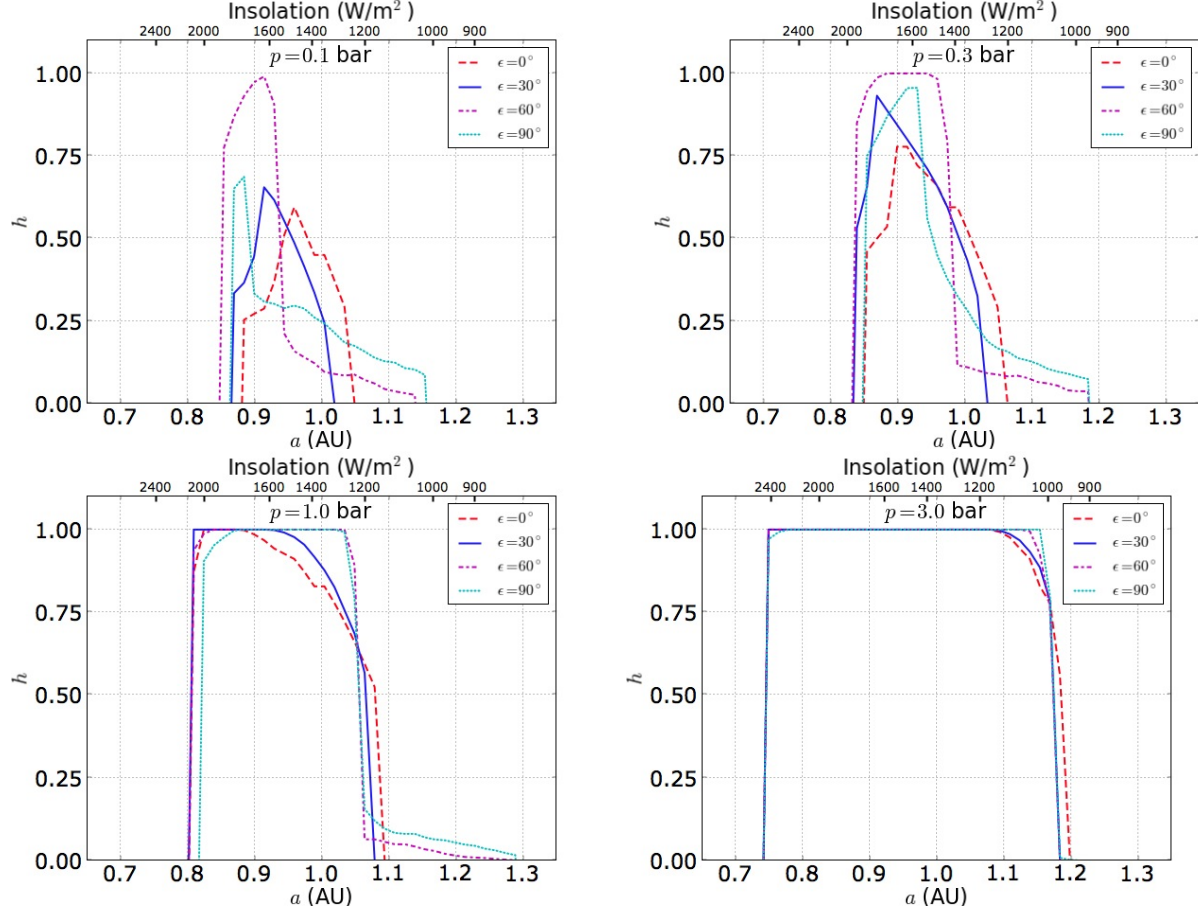 Insolation (W/m²)
2400 2000 1600 1400 1200 1000 900
p=0.1 bar
ϵ=0°
ϵ=30°
ϵ=60°
ϵ=90°
1.00
0.75
0.50
0.25
0.00
h
0.7 0.8 0.9 1.0 1.1 1.2 1.3
a (AU)
Insolation (W/m²)
2400 2000 1600 1400 1200 1000 900
p=0.3 bar
ϵ=0°
ϵ=30°
ϵ=60°
ϵ=90°
1.00
0.75
0.50
0.25
0.00
h
0.7 0.8 0.9 1.0 1.1 1.2 1.3
a (AU)
Insolation (W/m²)
2400 2000 1600 1400 1200 1000 900
p=1.0 bar
ϵ=0°
ϵ=30°
ϵ=60°
ϵ=90°
1.00
0.75
0.50
0.25
0.00
h
0.7 0.8 0.9 1.0 1.1 1.2 1.3
a (AU)
Insolation (W/m²)
2400 2000 1600 1400 1200 1000 900
p=3.0 bar
ϵ=0°
ϵ=30°
ϵ=60°
ϵ=90°
1.00
0.75
0.50
0.25
0.00
h
0.7 0.8 0.9 1.0 1.1 1.2 1.3
a (AU)